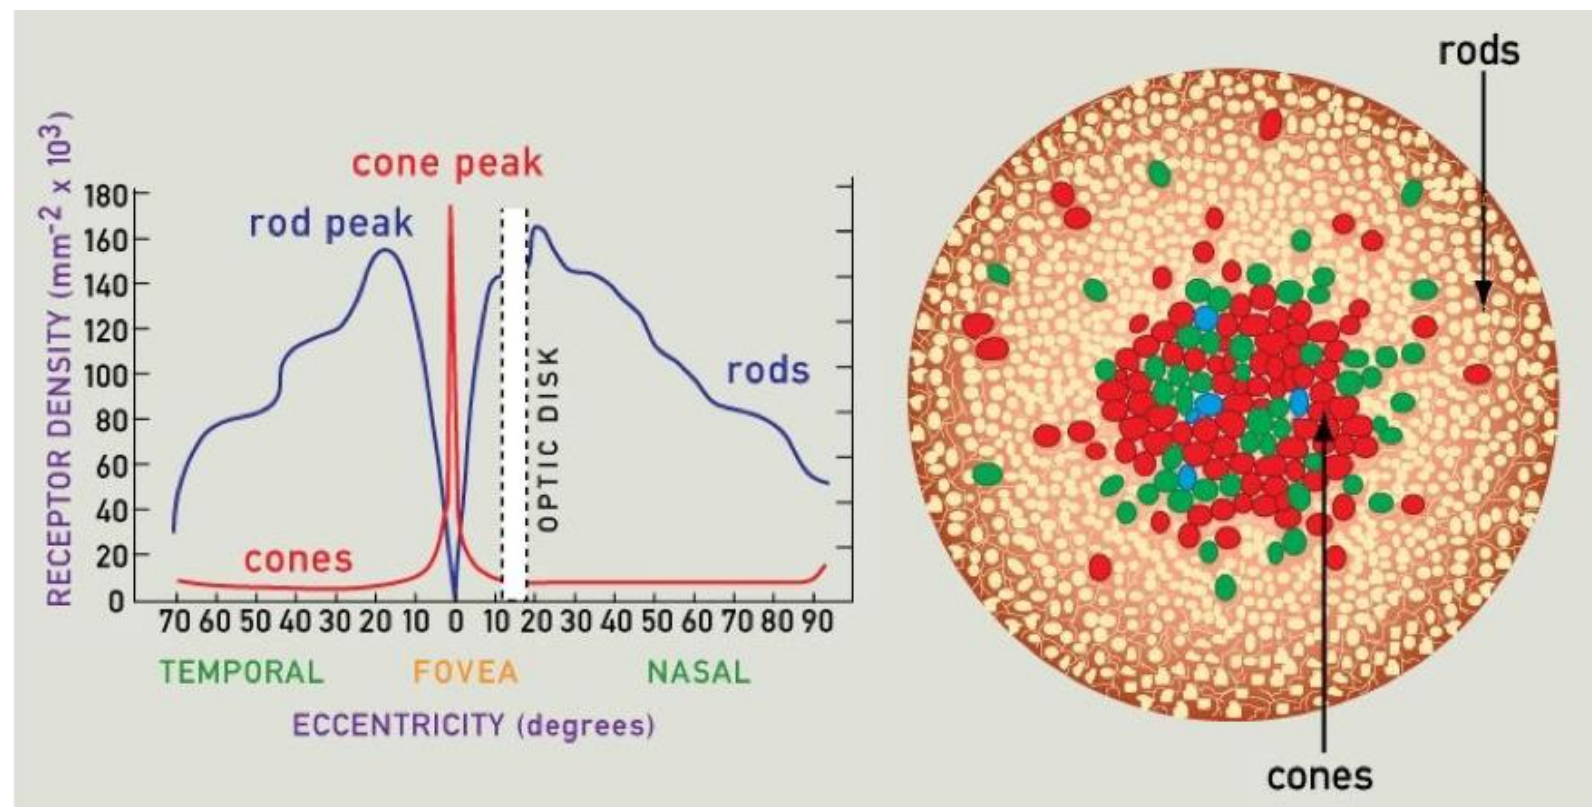 RECEPTOR DENSITY (mm⁻² x 10³)
180
160
140
120
100
80
60
40
20
0
cone peak
rod peak
rods
cones
OPTIC DISK
70 60 50 40 30 20 10 0 10 20 30 40 50 60 70 80 90
TEMPORAL FOVEA NASAL
ECCENTRICITY (degrees)
rods
cones